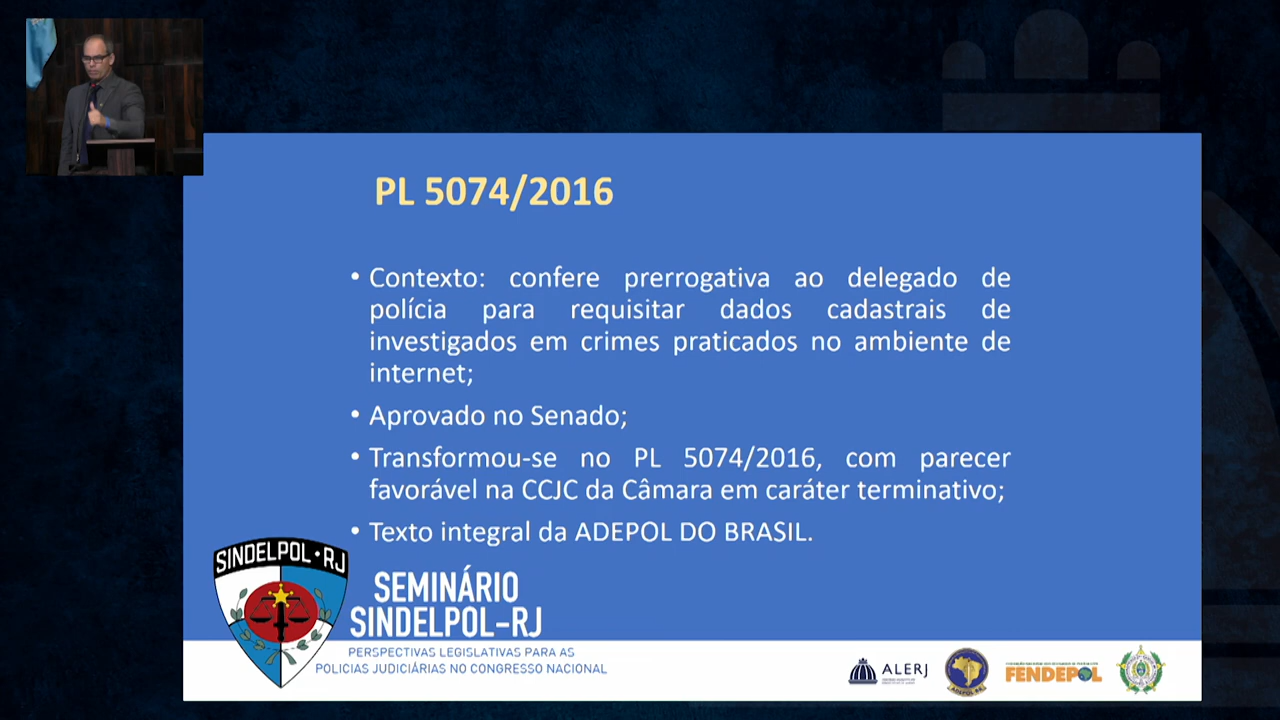 PL 5074/2016
• Contexto: confere prerrogativa ao delegado de
polícia para requisitar dados cadastrais de
investigados em crimes praticados no ambiente de
internet;
• Aprovado no Senado;
• Transformou-se no PL 5074/2016, com parecer
favorável na CCJC da Câmara em caráter terminativo;
• Texto integral da ADEPOL DO BRASIL.
SINDELPOL • RJ
SEMINÁRIO
SINDELPOL-RJ
PERSPECTIVAS LEGISLATIVAS PARA AS
POLICIAS JUDICIÁRIAS NO CONGRESSO NACIONAL
ALERJ
FENDEPOL